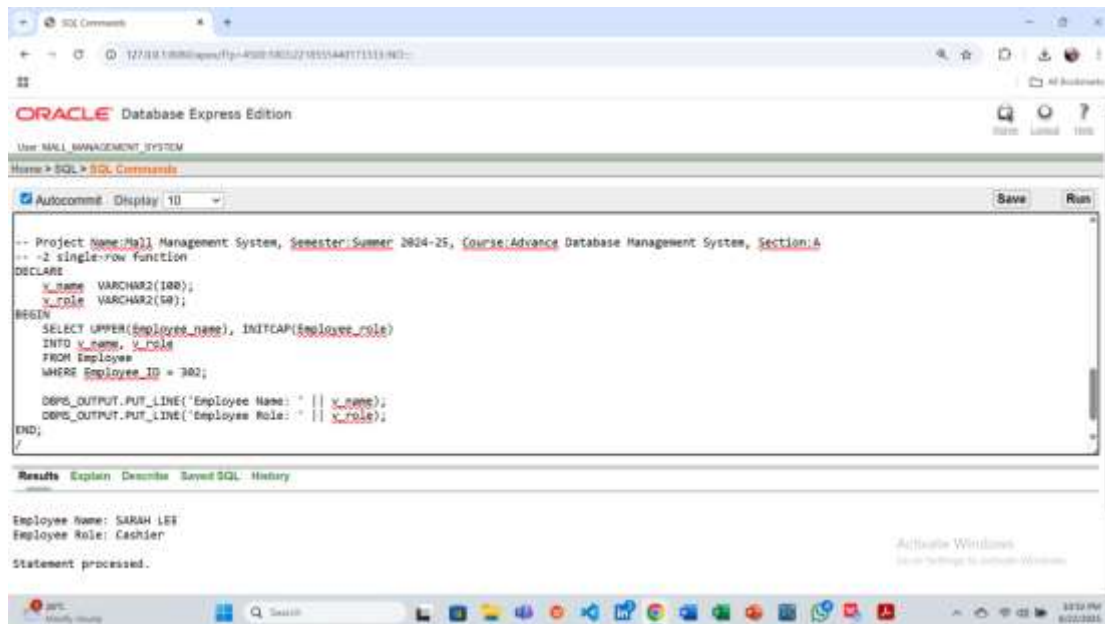 SQL Commands
ORACLE Database Express Edition
User: MALL_MANAGEMENT_SYSTEM
Home > SQL > SQL Commands
Autocommit Display 10 Save Run
-- Project Name:Mall Management System, Semester:Summer 2024-25, Course:Advance Database Management System, Section:A
-- -2 single-row function
DECLARE
v_name VARCHAR2(100);
v_role VARCHAR2(50);
BEGIN
SELECT UPPER(Employee_name), INITCAP(Employee_role)
INTO v_name, v_role
FROM Employee
WHERE Employee_ID = 302;
DBMS_OUTPUT.PUT_LINE('Employee Name: ' || v_name);
DBMS_OUTPUT.PUT_LINE('Employee Role: ' || v_role);
END;
/
Results Explain Describe Saved SQL History
Employee Name: SARAH LEE
Employee Role: Cashier
Statement processed.
Activate Windows
Search